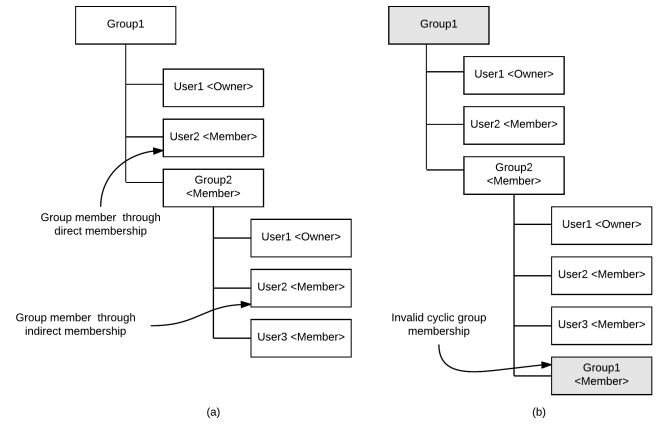 Group1
User1 <Owner>
User2 <Member>
Group2
<Member>
Group member through
direct membership
User1 <Owner>
User2 <Member>
Group member through
indirect membership
User3 <Member>
(a)
Group1
User1 <Owner>
User2 <Member>
Group2
<Member>
User1 <Owner>
User2 <Member>
User3 <Member>
Invalid cyclic group
membership
Group1
<Member>
(b)